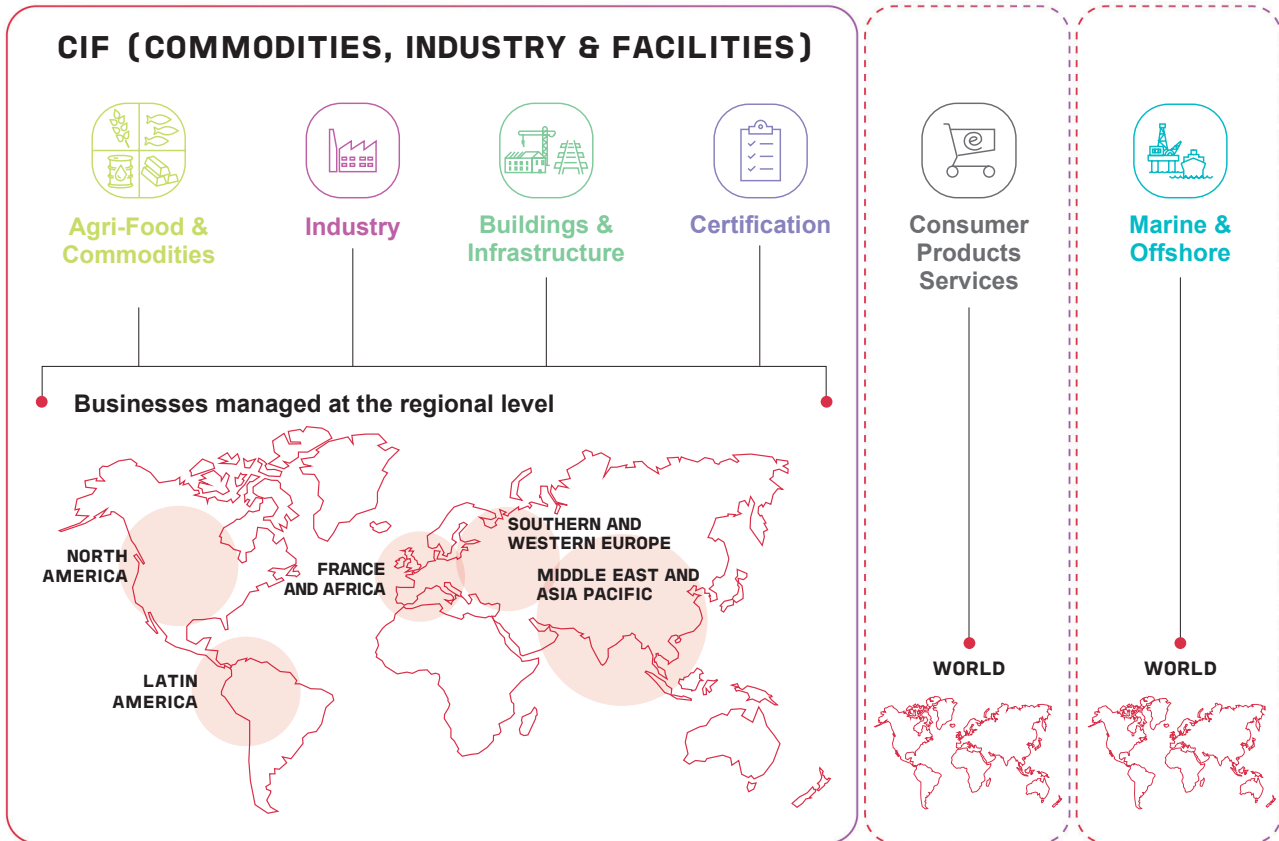 CIF (COMMODITIES, INDUSTRY & FACILITIES)
Agri-Food &
Commodities
Industry
Buildings &
Infrastructure
Certification
Consumer
Products
Services
Marine &
Offshore
Businesses managed at the regional level
NORTH
AMERICA
FRANCE
AND AFRICA
SOUTHERN AND
WESTERN EUROPE
MIDDLE EAST AND
ASIA PACIFIC
LATIN
AMERICA
WORLD
WORLD